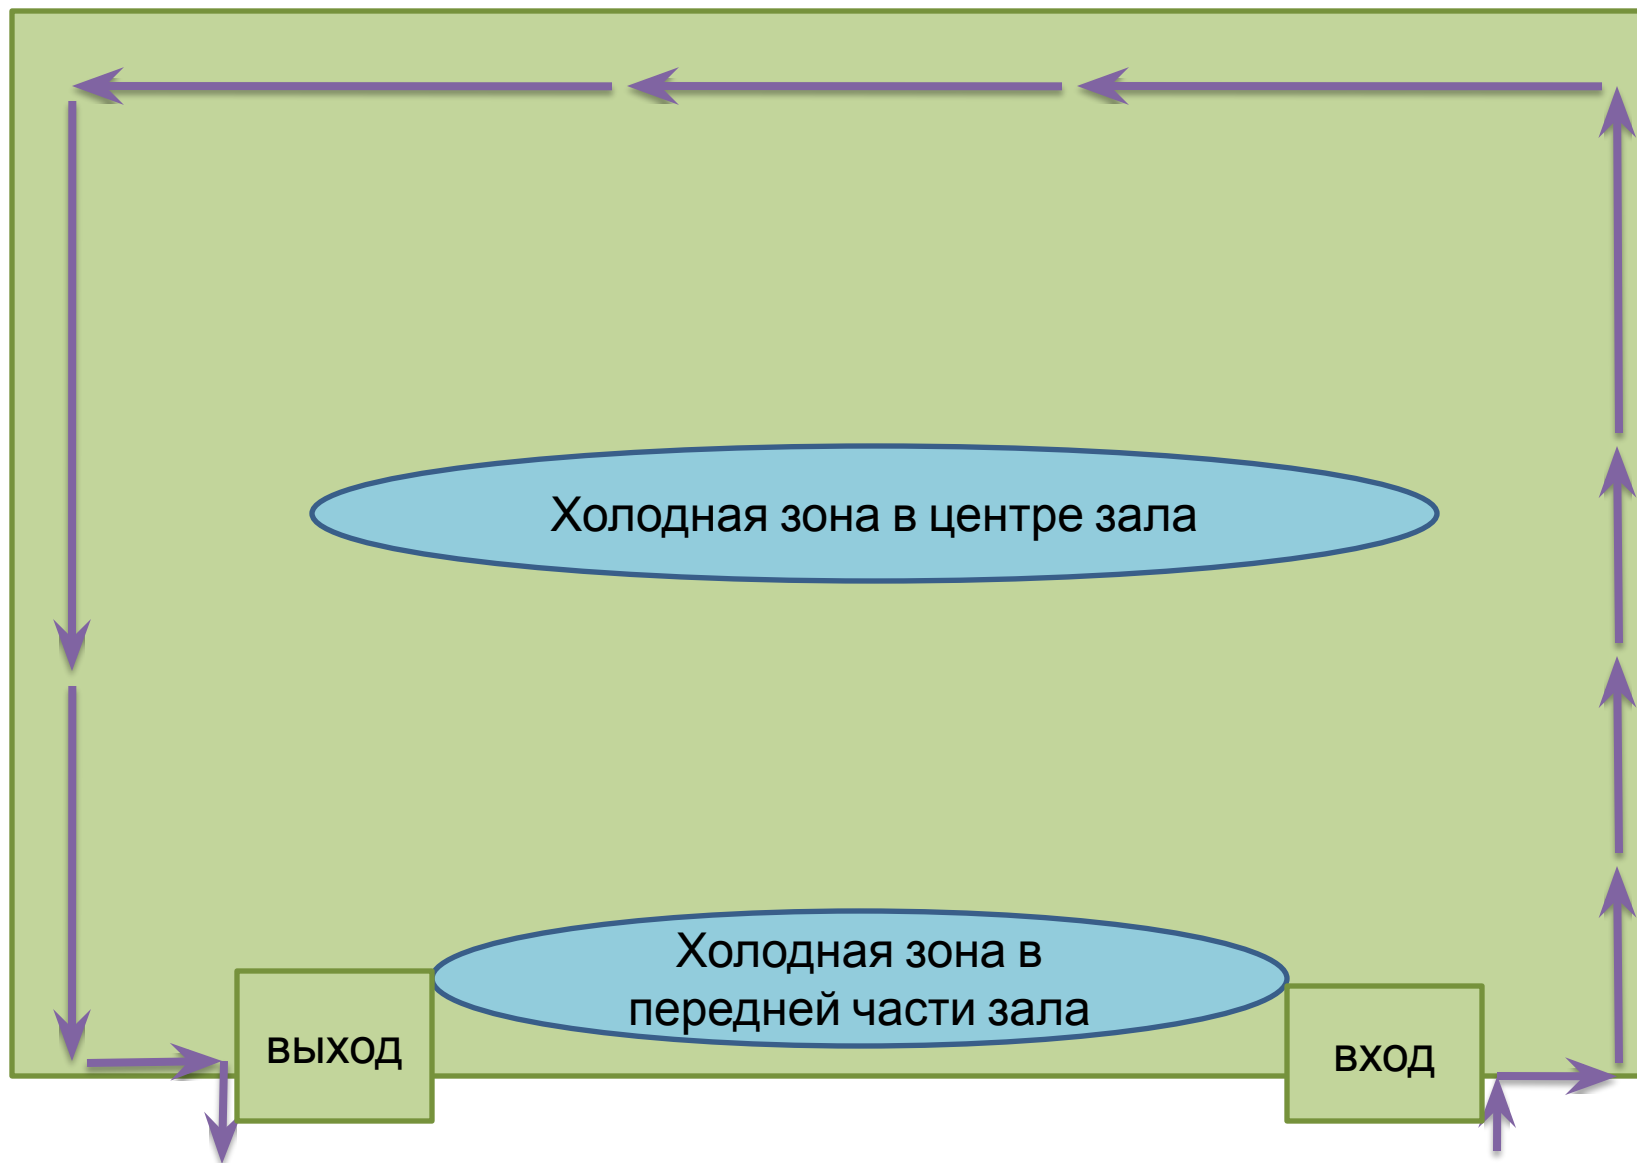 Холодная зона в центре зала
Холодная зона в
передней части зала
выход
вход